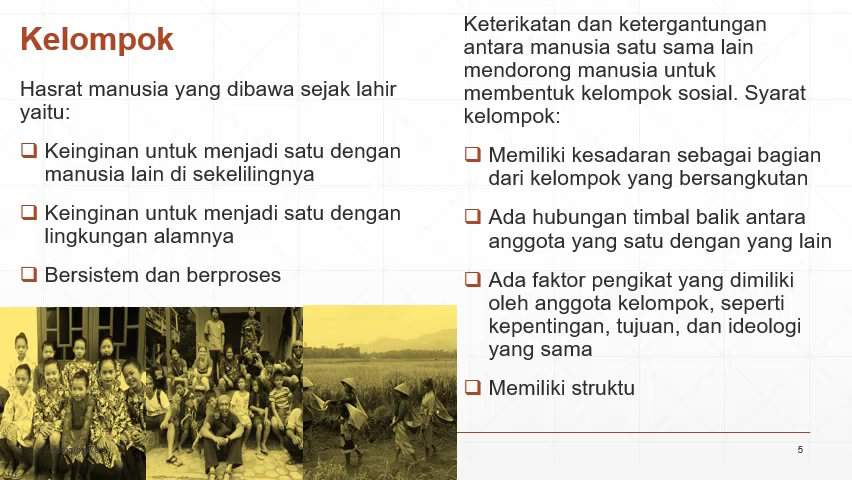 Kelompok
Hasrat manusia yang dibawa sejak lahir
yaitu:
Keinginan untuk menjadi satu dengan
manusia lain di sekelilingnya
Keinginan untuk menjadi satu dengan
lingkungan alamnya
Bersistem dan berproses
Keterikatan dan ketergantungan
antara manusia satu sama lain
mendorong manusia untuk
membentuk kelompok sosial. Syarat
kelompok:
Memiliki kesadaran sebagai bagian
dari kelompok yang bersangkutan
Ada hubungan timbal balik antara
anggota yang satu dengan yang lain
Ada faktor pengikat yang dimiliki
oleh anggota kelompok, seperti
kepentingan, tujuan, dan ideologi
yang sama
Memiliki struktu
5